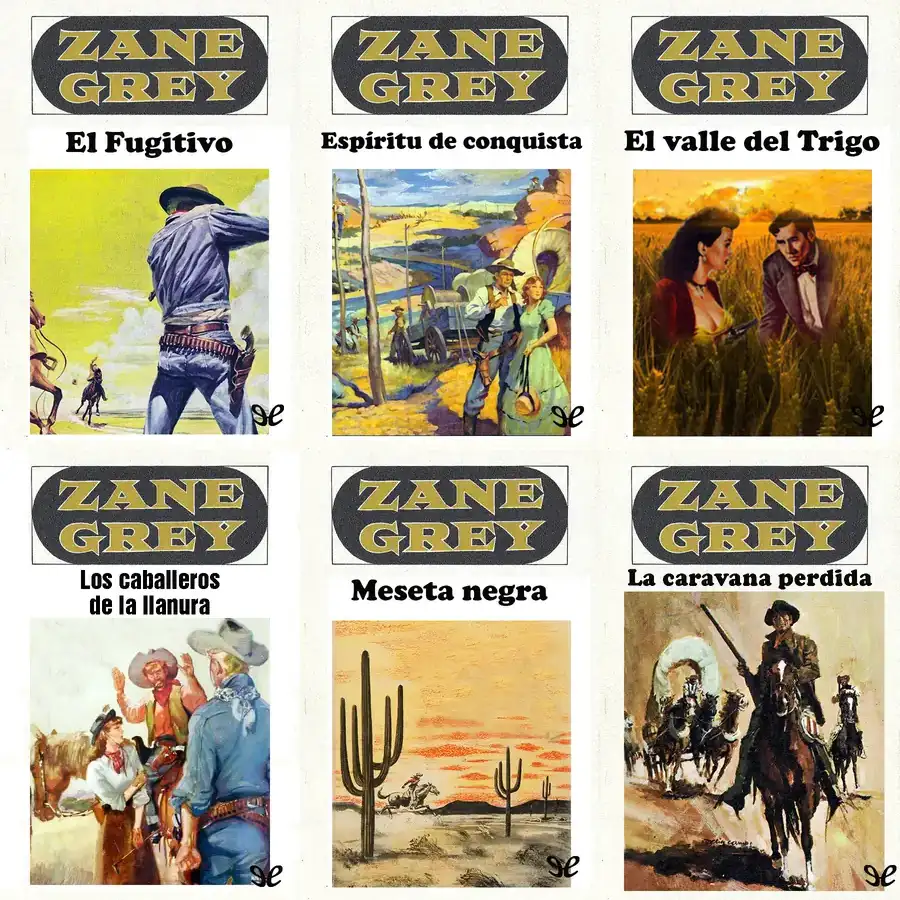 ZANE
GREY
El Fugitivo
ZANE
GREY
Espíritu de conquista
ZANE
GREY
El valle del Trigo
ZANE
GREY
Los caballeros
de la llanura
ZANE
GREY
Meseta negra
ZANE
GREY
La caravana perdida